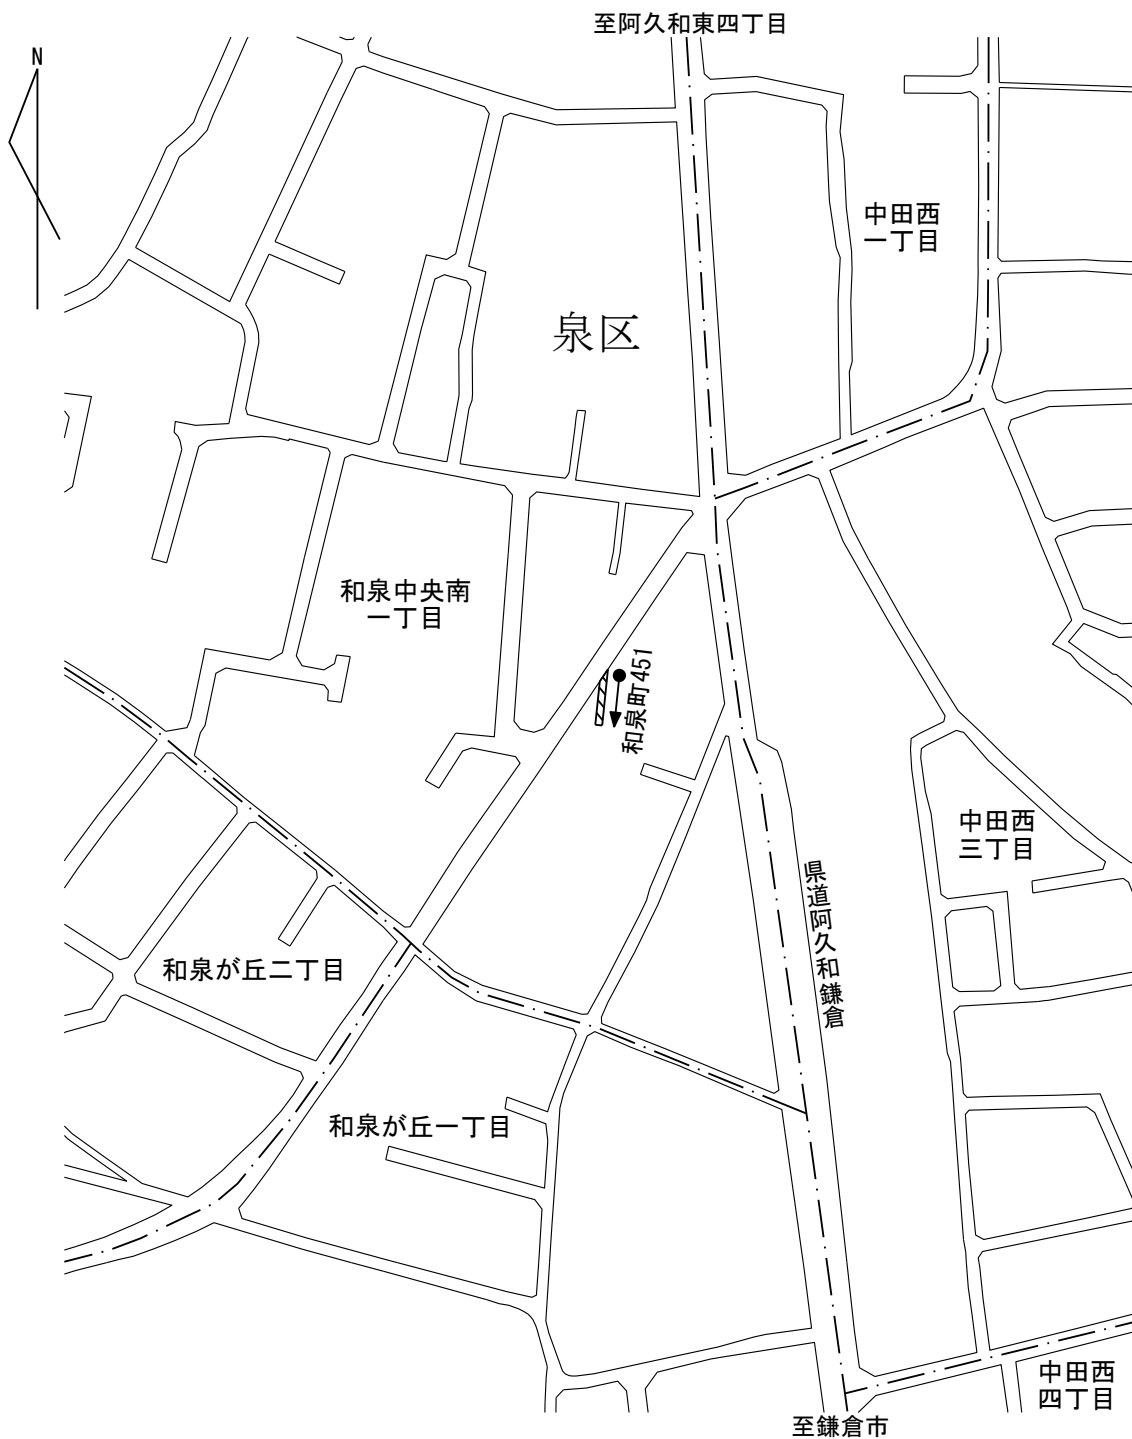 至阿久和東四丁目
N
中田西
一丁目
泉区
和泉中央南
一丁目
和泉町451
中田西
三丁目
県道阿久和鎌倉
和泉が丘二丁目
和泉が丘一丁目
中田西
四丁目
至鎌倉市